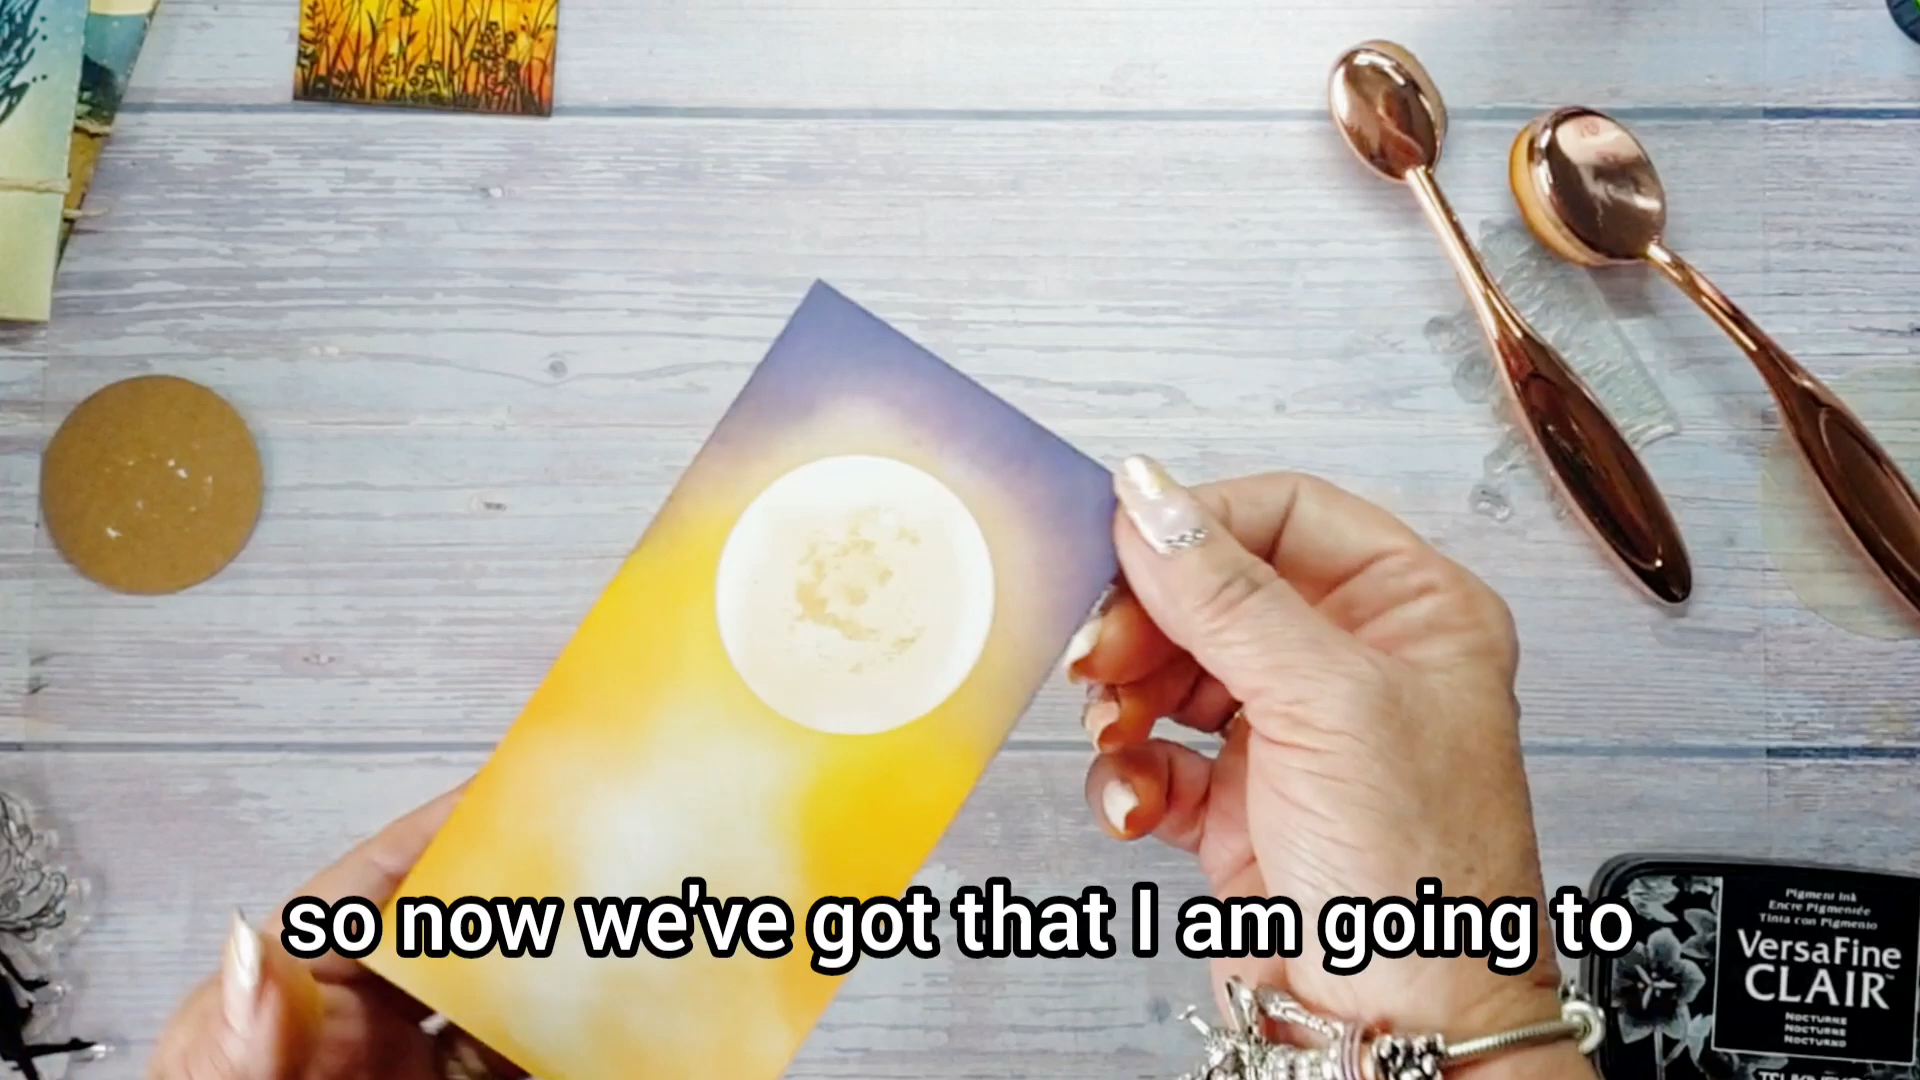 so now we've got that I am going to
Pigment Ink
Encre Pigmentée
Tinta con Pigmento
VersaFine
CLAIR
NOCTURNE
NOCTURNE
NOCTURNO